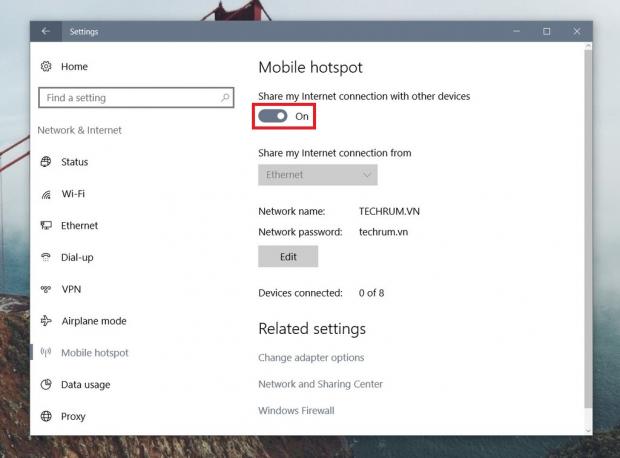 Settings
Home
Find a setting
Network & Internet
Status
Wi-Fi
Ethernet
Dial-up
VPN
Airplane mode
Mobile hotspot
Data usage
Proxy
Mobile hotspot
Share my Internet connection with other devices
On
Share my Internet connection from
Ethernet
Network name: TECHRUM.VN
Network password: techrum.vn
Edit
Devices connected: 0 of 8
Related settings
Change adapter options
Network and Sharing Center
Windows Firewall